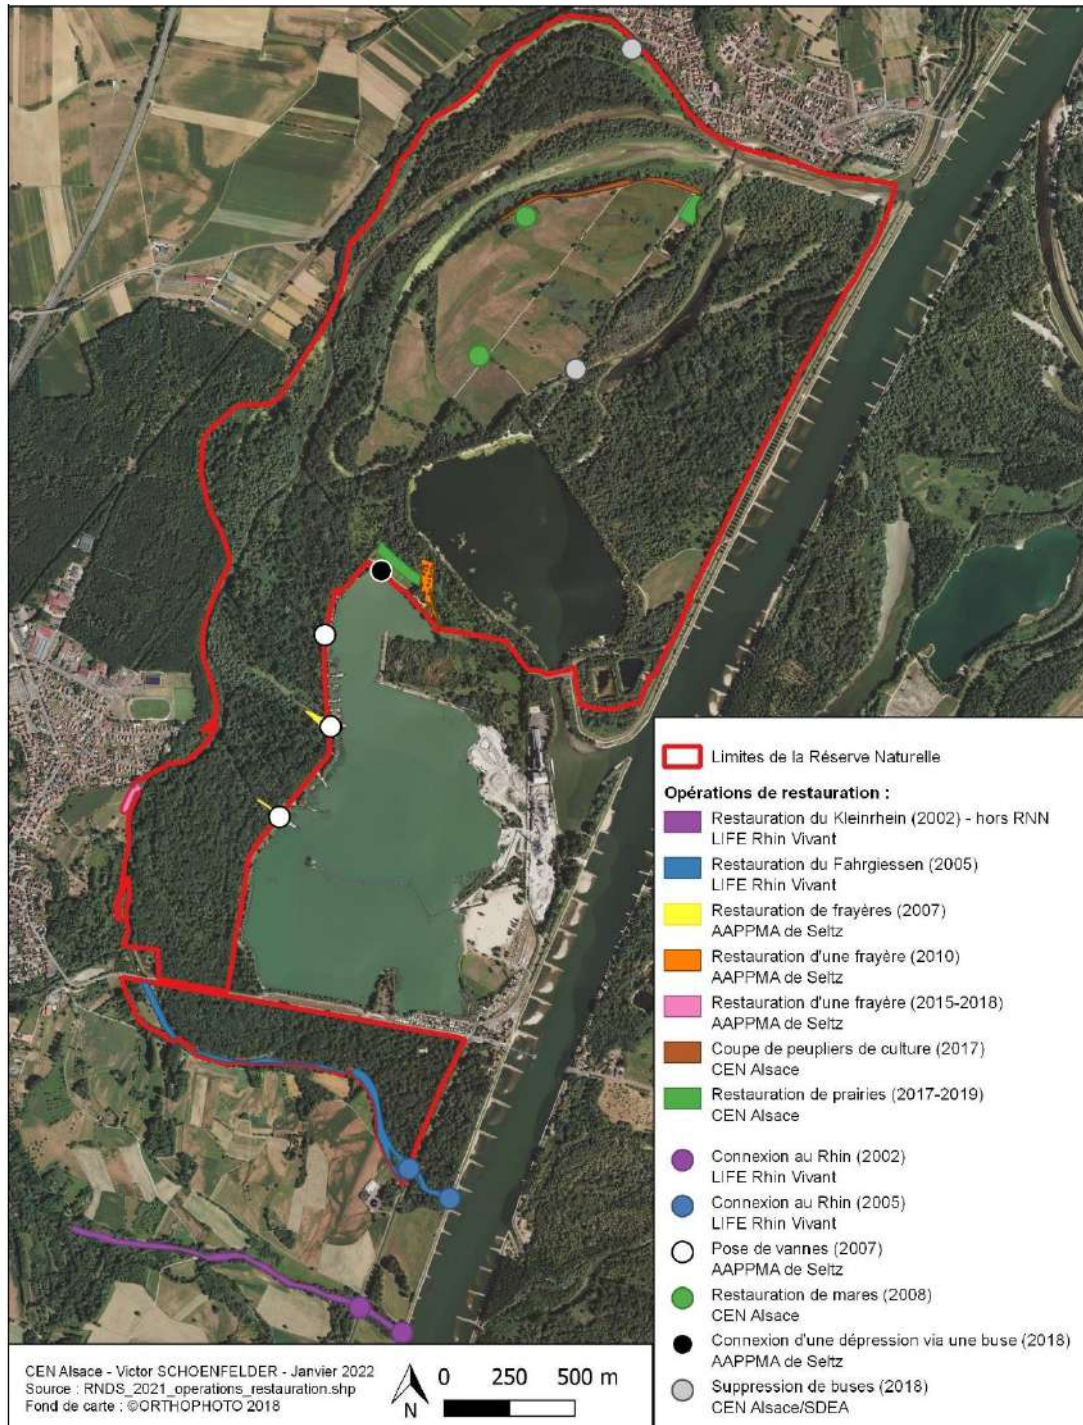 Limites de la Réserve Naturelle
Opérations de restauration :
Restauration du Kleinrhein (2002) - hors RNN
LIFE Rhin Vivant
Restauration du Fahrgiessen (2005)
LIFE Rhin Vivant
Restauration de frayères (2007)
AAPPMA de Seltz
Restauration d'une frayère (2010)
AAPPMA de Seltz
Restauration d'une frayère (2015-2018)
AAPPMA de Seltz
Coupe de peupliers de culture (2017)
CEN Alsace
Restauration de prairies (2017-2019)
CEN Alsace
Connexion au Rhin (2002)
LIFE Rhin Vivant
Connexion au Rhin (2005)
LIFE Rhin Vivant
Pose de vannes (2007)
AAPPMA de Seltz
Restauration de mares (2008)
CEN Alsace
Connexion d'une dépression via une buse (2018)
AAPPMA de Seltz
Suppression de buses (2018)
CEN Alsace/SDEA
CEN Alsace - Victor SCHOENFELDER - Janvier 2022
Source : RNDS_2021_operations_restauration.shp
Fond de carte : ©ORTHOPHOTO 2018
N
0 250 500 m